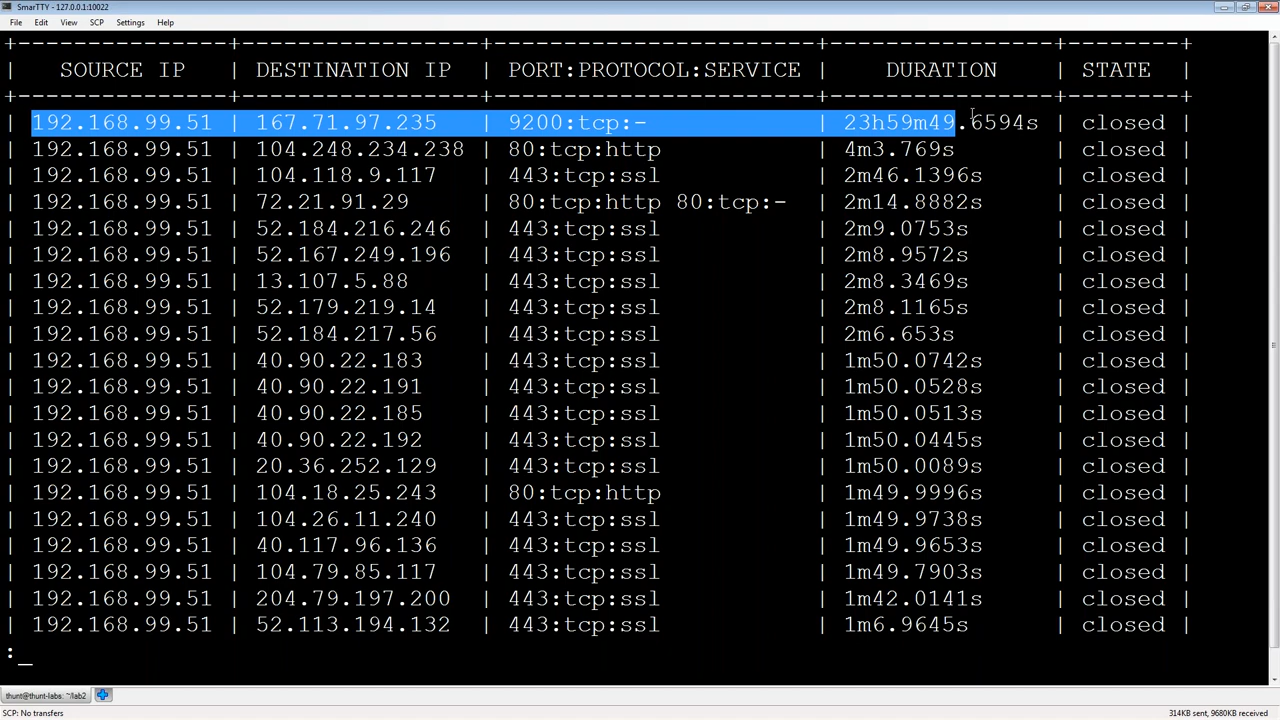 SmarTTY - 127.0.0.1:10022
File Edit View SCP Settings Help
+----------------+-----------------+------------------------+----------------+--------+
| SOURCE IP | DESTINATION IP | PORT:PROTOCOL:SERVICE | DURATION | STATE |
+----------------+-----------------+------------------------+----------------+--------+
| 192.168.99.51 | 167.71.97.235 | 9200:tcp:- | 23h59m49.6594s | closed |
| 192.168.99.51 | 104.248.234.238 | 80:tcp:http | 4m3.769s | closed |
| 192.168.99.51 | 104.118.9.117 | 443:tcp:ssl | 2m46.1396s | closed |
| 192.168.99.51 | 72.21.91.29 | 80:tcp:http 80:tcp:- | 2m14.8882s | closed |
| 192.168.99.51 | 52.184.216.246 | 443:tcp:ssl | 2m9.0753s | closed |
| 192.168.99.51 | 52.167.249.196 | 443:tcp:ssl | 2m8.9572s | closed |
| 192.168.99.51 | 13.107.5.88 | 443:tcp:ssl | 2m8.3469s | closed |
| 192.168.99.51 | 52.179.219.14 | 443:tcp:ssl | 2m8.1165s | closed |
| 192.168.99.51 | 52.184.217.56 | 443:tcp:ssl | 2m6.653s | closed |
| 192.168.99.51 | 40.90.22.183 | 443:tcp:ssl | 1m50.0742s | closed |
| 192.168.99.51 | 40.90.22.191 | 443:tcp:ssl | 1m50.0528s | closed |
| 192.168.99.51 | 40.90.22.185 | 443:tcp:ssl | 1m50.0513s | closed |
| 192.168.99.51 | 40.90.22.192 | 443:tcp:ssl | 1m50.0445s | closed |
| 192.168.99.51 | 20.36.252.129 | 443:tcp:ssl | 1m50.0089s | closed |
| 192.168.99.51 | 104.18.25.243 | 80:tcp:http | 1m49.9996s | closed |
| 192.168.99.51 | 104.26.11.240 | 443:tcp:ssl | 1m49.9738s | closed |
| 192.168.99.51 | 40.117.96.136 | 443:tcp:ssl | 1m49.9653s | closed |
| 192.168.99.51 | 104.79.85.117 | 443:tcp:ssl | 1m49.7903s | closed |
| 192.168.99.51 | 204.79.197.200 | 443:tcp:ssl | 1m42.0141s | closed |
| 192.168.99.51 | 52.113.194.132 | 443:tcp:ssl | 1m6.9645s | closed |
:_
thunt@thunt-labs: ~/lab2
SCP: No transfers 314KB sent, 9680KB received